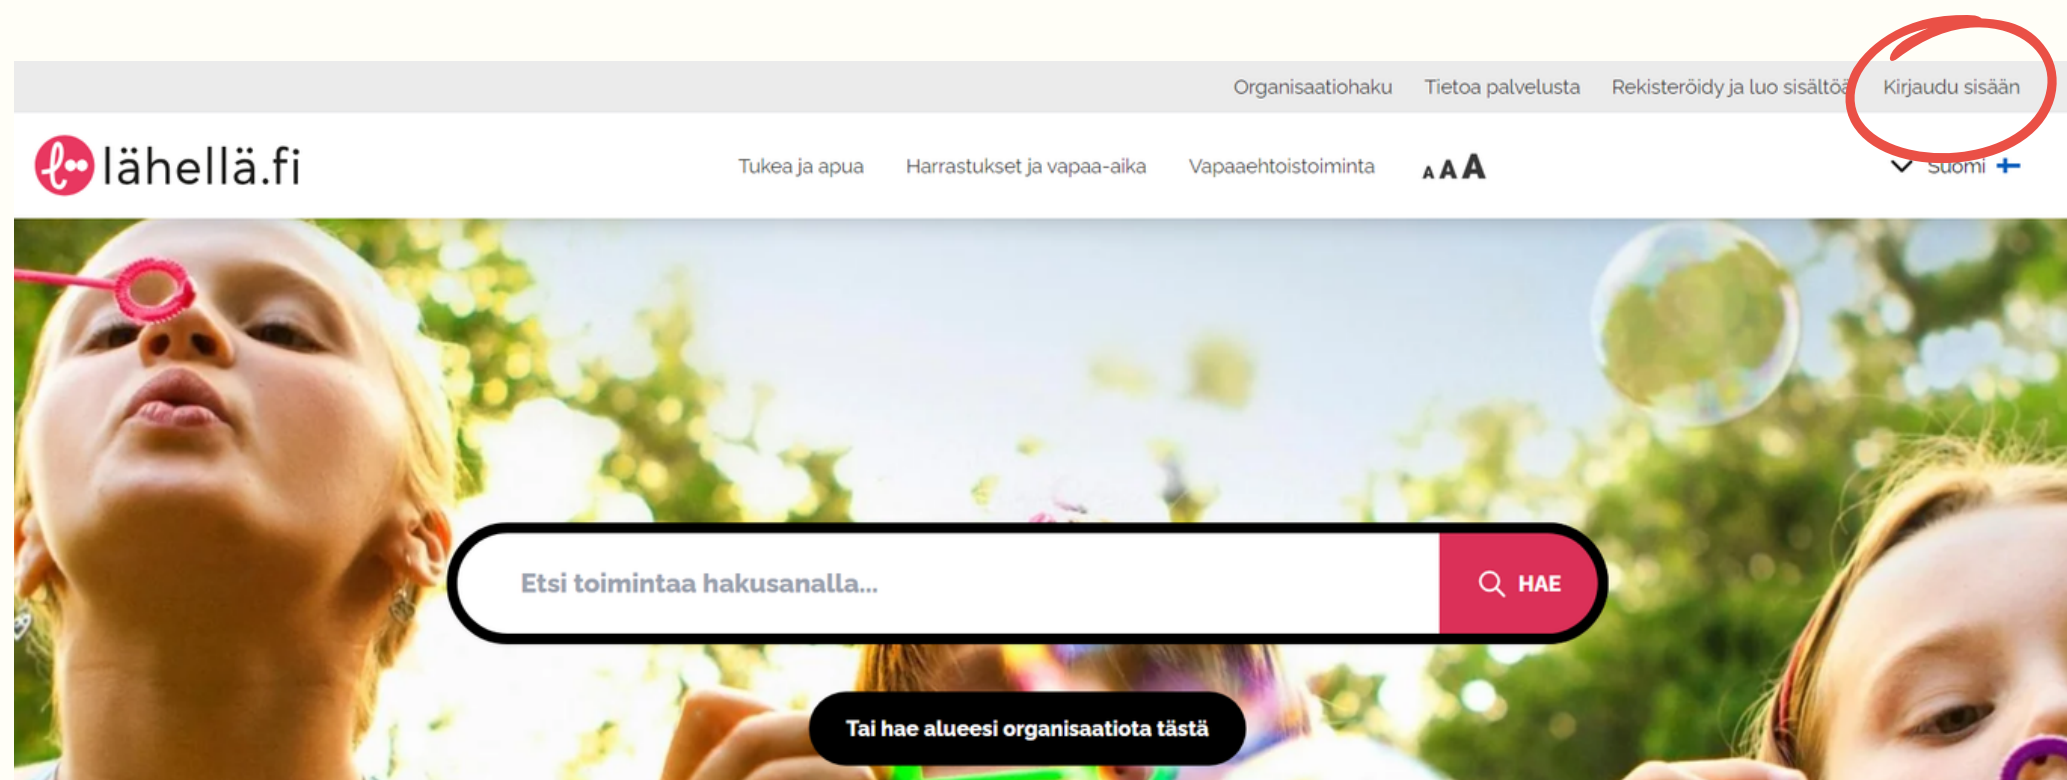 Organisaatiohaku Tietoa palvelusta Rekisteröidy ja luo sisältöä Kirjaudu sisään
lähellä.fi Tukea ja apua Harrastukset ja vapaa-aika Vapaaehtoistoiminta A A A Suomi
Etsi toimintaa hakusanalla... HAE
Tai hae alueesi organisaatiota tästä